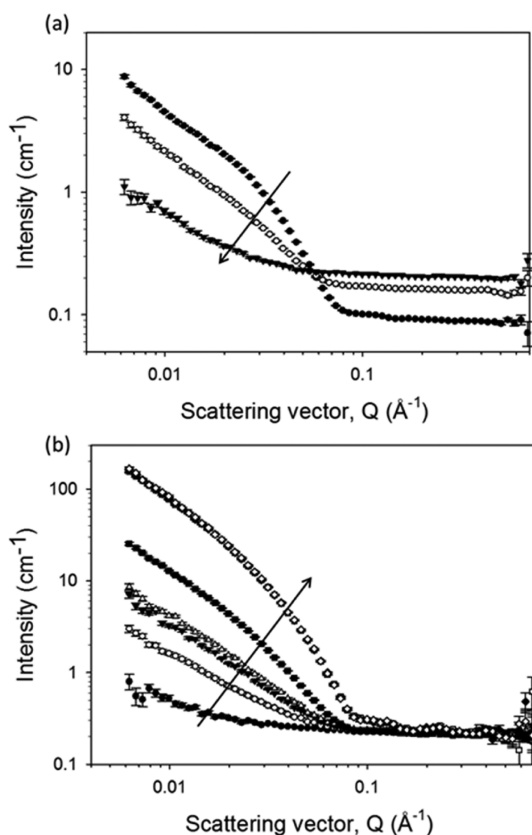 (a)
10
1
0.1
Intensity (cm⁻¹)
0.01
0.1
Scattering vector, Q (Å⁻¹)
(b)
100
10
1
0.1
Intensity (cm⁻¹)
0.01
0.1
Scattering vector, Q (Å⁻¹)